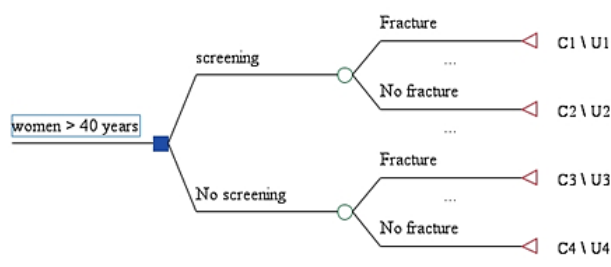 Fracture
C1 \ U1
...
screening
No fracture
C2 \ U2
...
women > 40 years
Fracture
C3 \ U3
...
No screening
No fracture
C4 \ U4